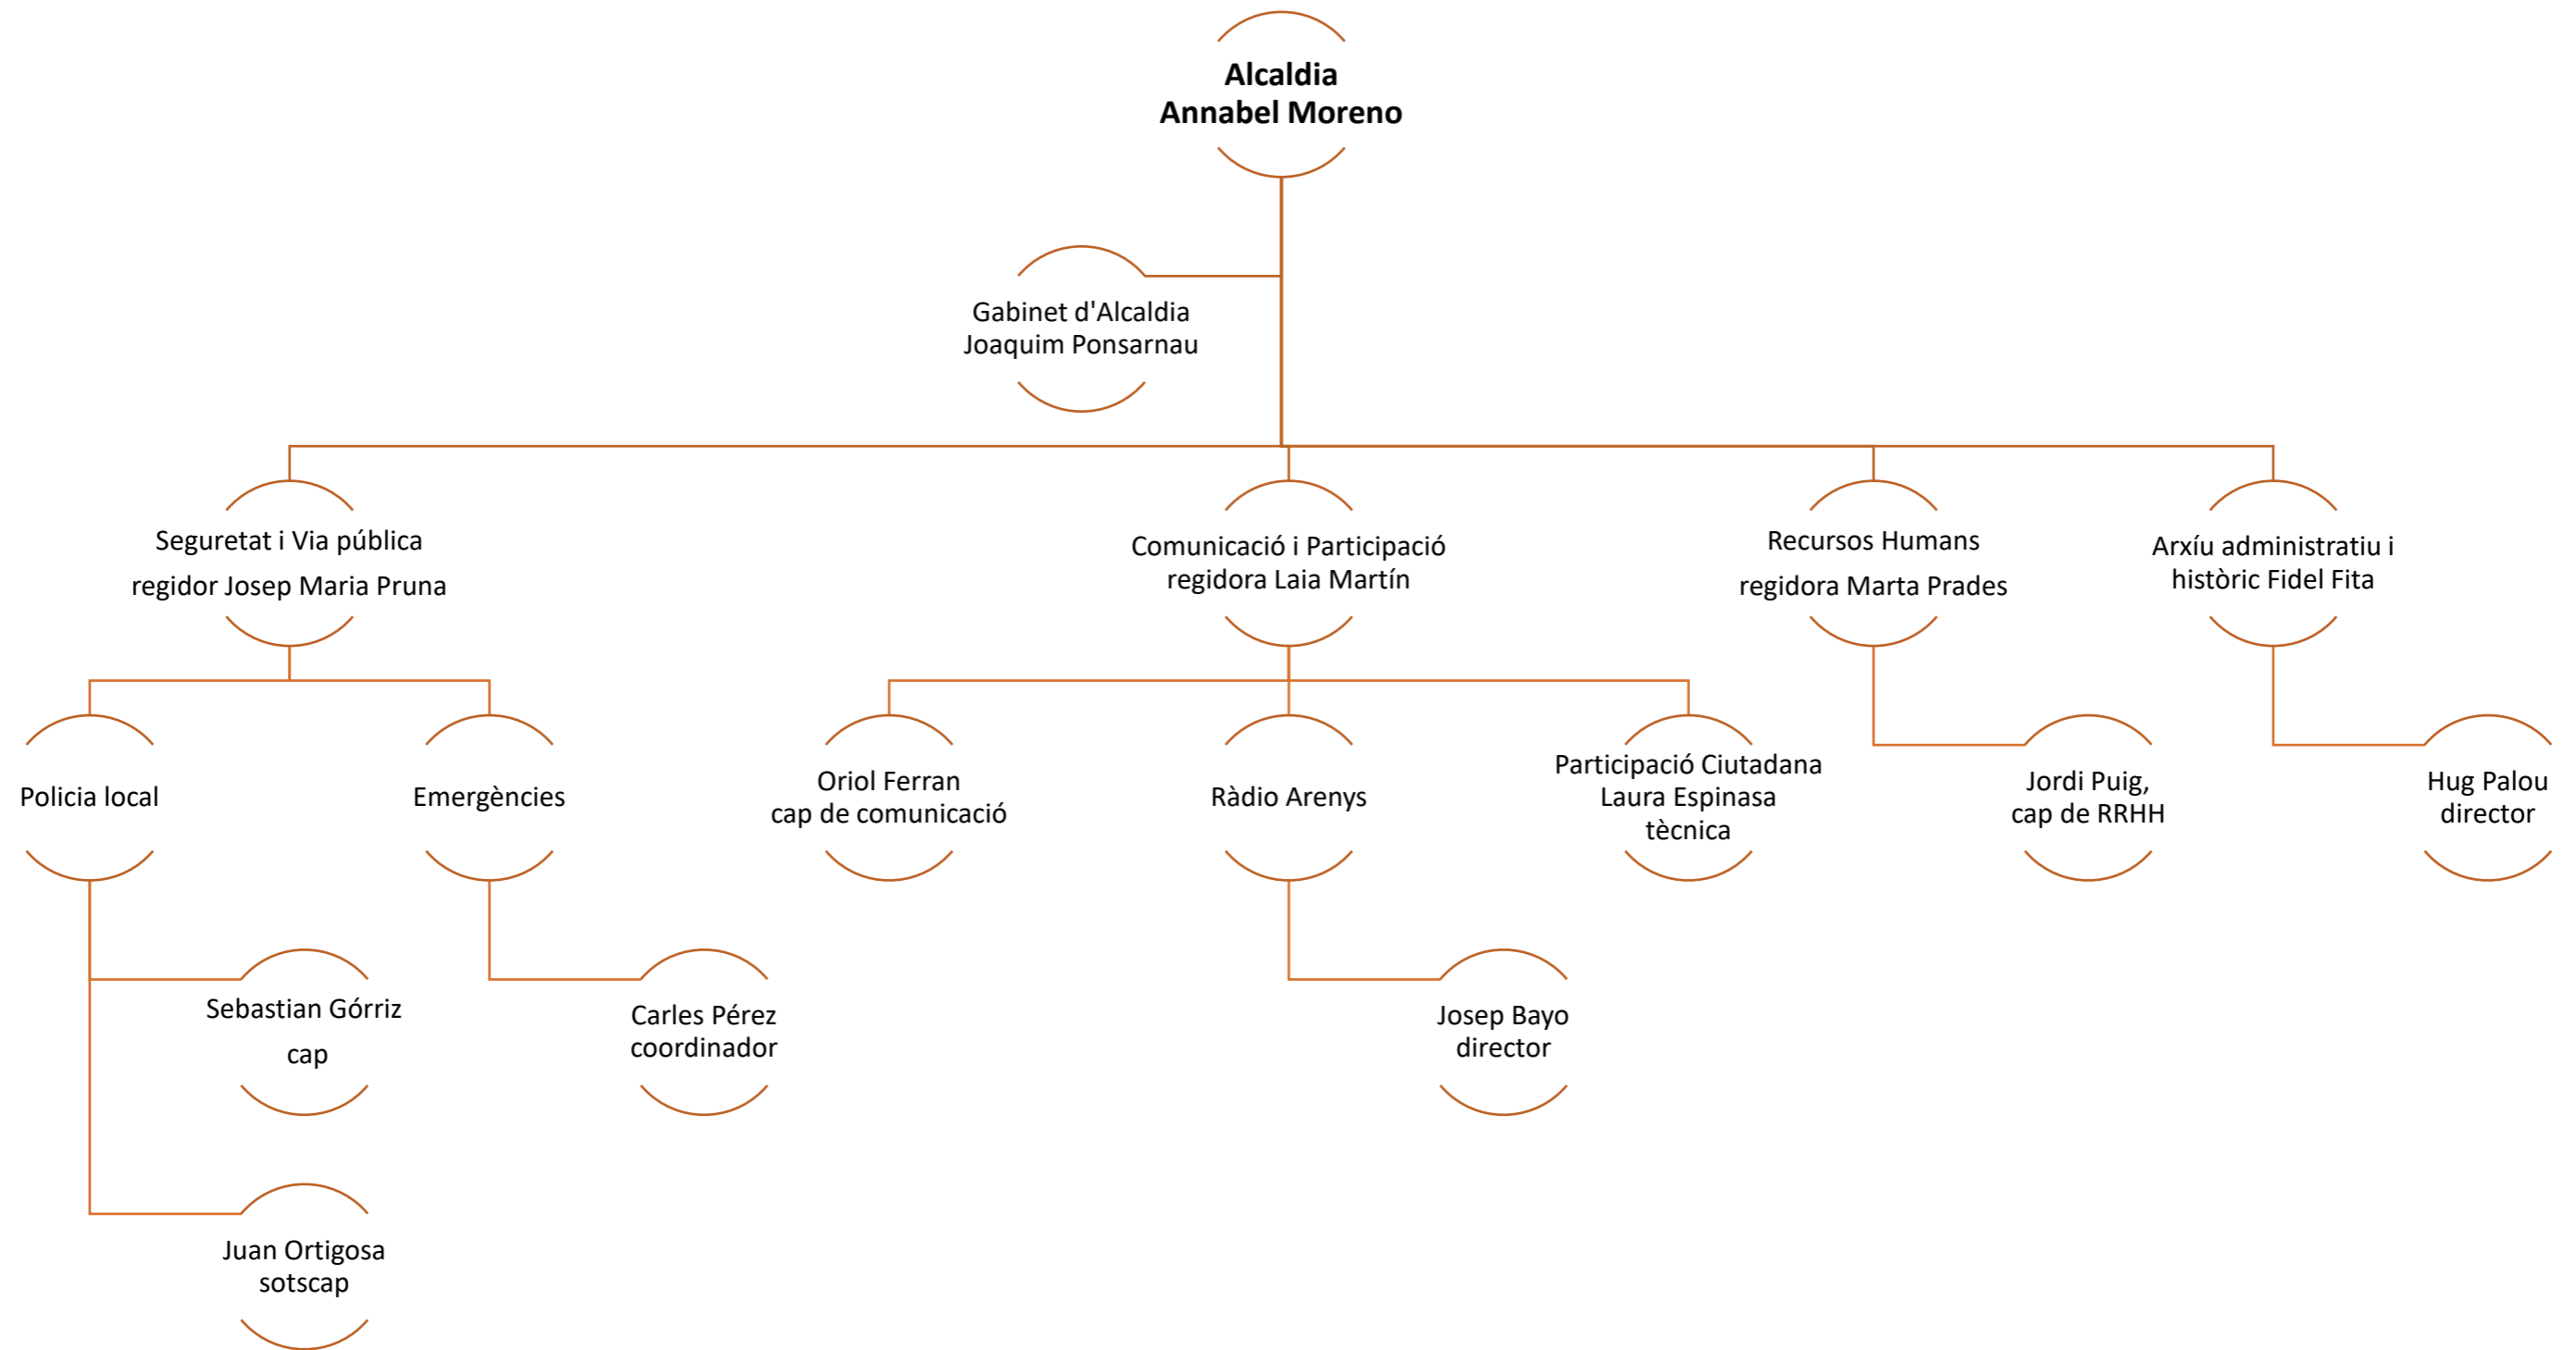 Alcaldia
Annabel Moreno
Gabinet d'Alcaldia
Joaquim Ponsarnau
Seguretat i Via pública
regidor Josep Maria Pruna
Comunicació i Participació
regidora Laia Martín
Recursos Humans
regidora Marta Prades
Arxíu administratiu i
històric Fidel Fita
Policia local
Emergències
Oriol Ferran
cap de comunicació
Ràdio Arenys
Participació Ciutadana
Laura Espinasa
tècnica
Jordi Puig,
cap de RRHH
Hug Palou
director
Sebastian Górriz
cap
Carles Pérez
coordinador
Josep Bayo
director
Juan Ortigosa
sotscap